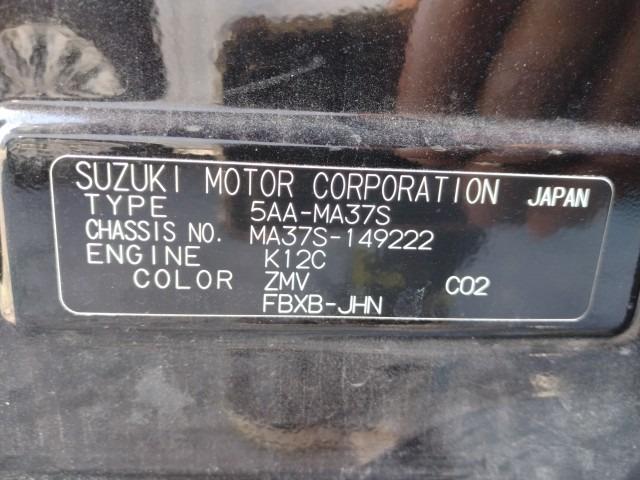 SUZUKI MOTOR CORPORATION JAPAN
TYPE 5AA-MA37S
CHASSIS NO. MA37S-149222
ENGINE K12C
COLOR ZMV C02
FBXB-JHN